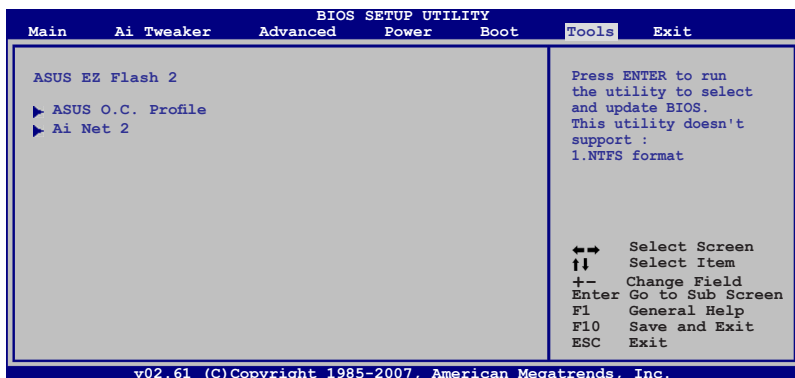 BIOS SETUP UTILITY
Main Ai Tweaker Advanced Power Boot Tools Exit
ASUS EZ Flash 2
ASUS O.C. Profile
Ai Net 2
Press ENTER to run
the utility to select
and update BIOS.
This utility doesn't
support :
1.NTFS format
←→ Select Screen
↑↓ Select Item
+- Change Field
Enter Go to Sub Screen
F1 General Help
F10 Save and Exit
ESC Exit
v02.61 (C)Copyright 1985-2007, American Megatrends, Inc.